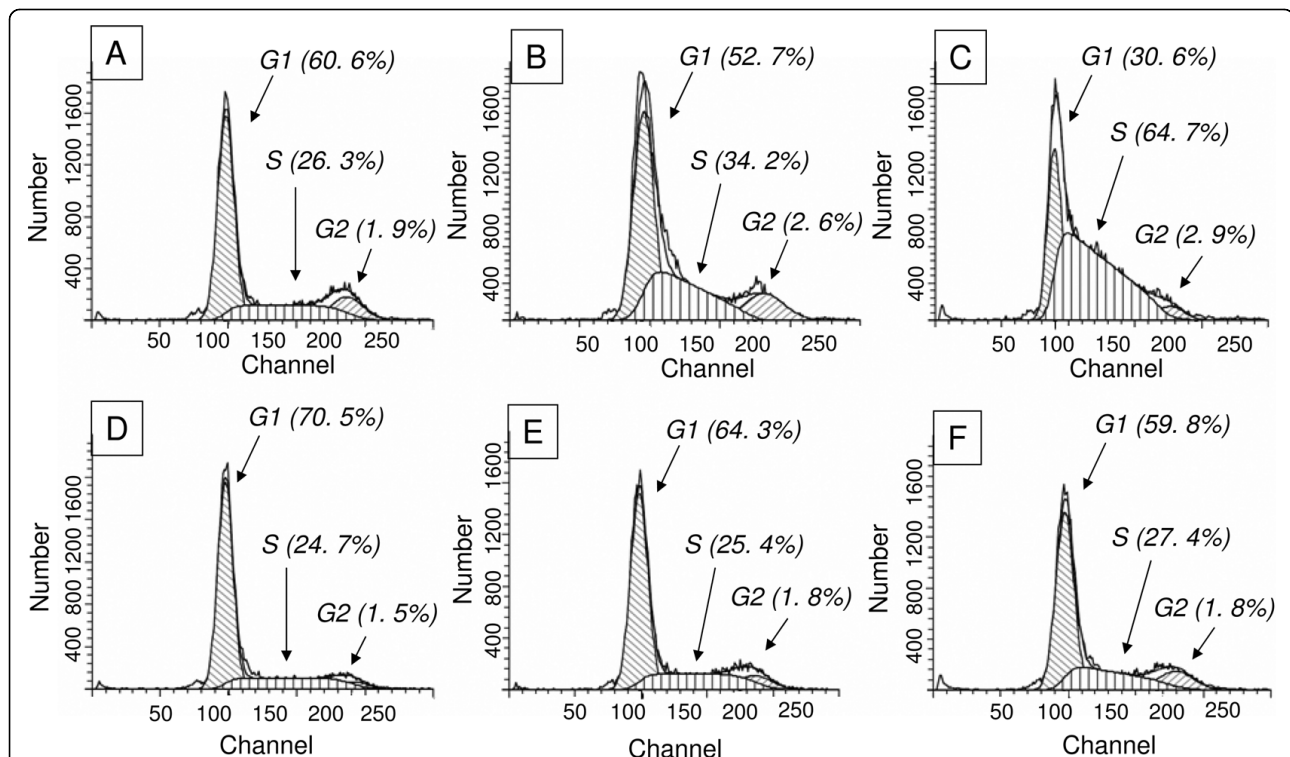 A
G1 (60. 6%)
S (26. 3%)
G2 (1. 9%)
Number
1600
1200
800
400
50 100 150 200 250
Channel
B
G1 (52. 7%)
S (34. 2%)
G2 (2. 6%)
Number
1600
1200
800
400
50 100 150 200 250
Channel
C
G1 (30. 6%)
S (64. 7%)
G2 (2. 9%)
Number
1600
1200
800
400
50 100 150 200 250
Channel
D
G1 (70. 5%)
S (24. 7%)
G2 (1. 5%)
Number
1600
1200
800
400
50 100 150 200 250
Channel
E
G1 (64. 3%)
S (25. 4%)
G2 (1. 8%)
Number
1600
1200
800
400
50 100 150 200 250
Channel
F
G1 (59. 8%)
S (27. 4%)
G2 (1. 8%)
Number
1600
1200
800
400
50 100 150 200 250
Channel